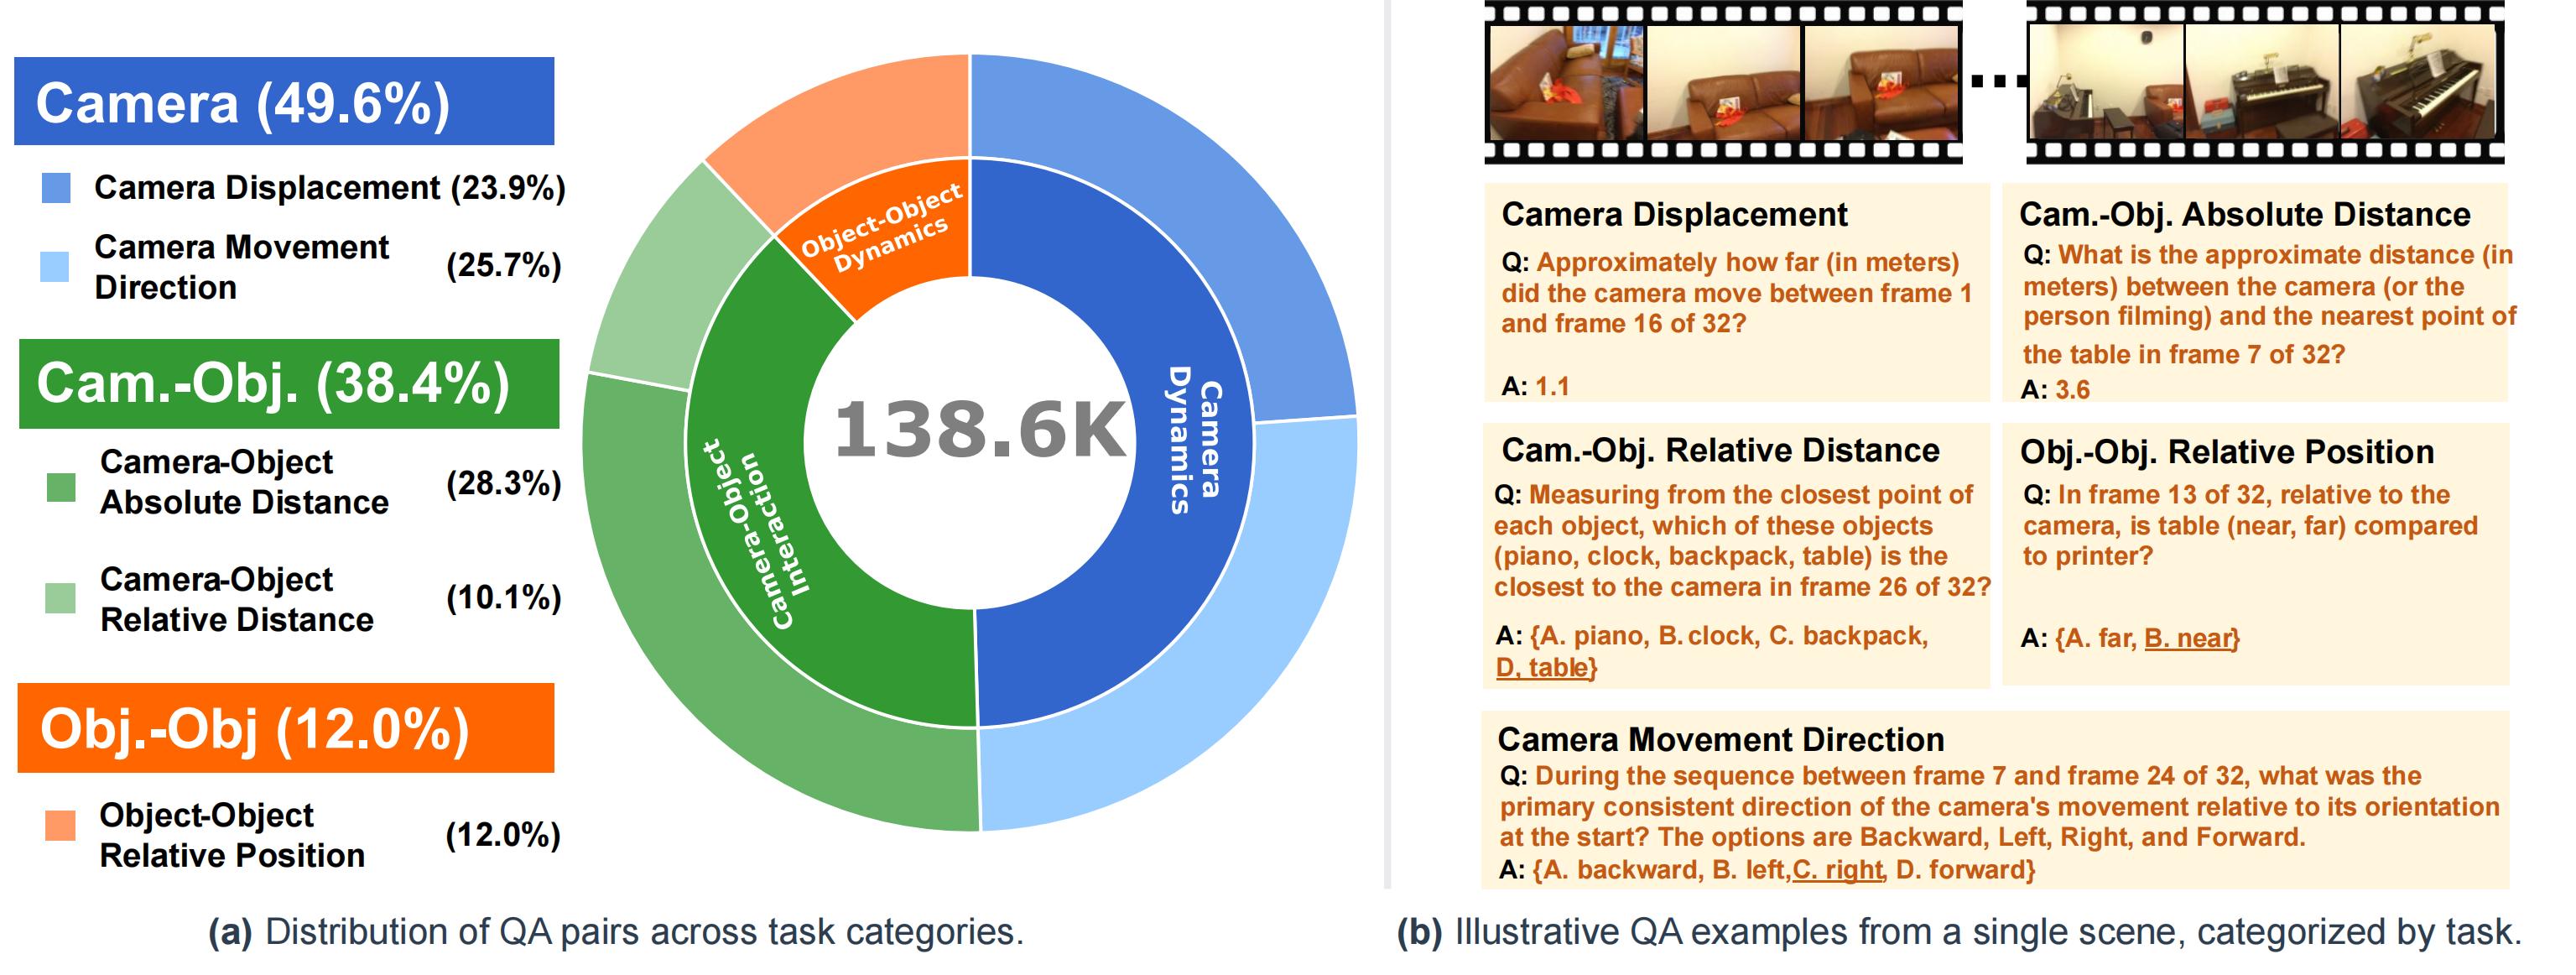 Camera (49.6%)
Camera Displacement (23.9%)
Camera Movement
Direction
(25.7%)
Cam.-Obj. (38.4%)
Camera-Object
Absolute Distance
(28.3%)
Camera-Object
Relative Distance
(10.1%)
Obj.-Obj (12.0%)
Object-Object
Relative Position
(12.0%)
Object-Object
Dynamics
Camera
Dynamics
Camera-Object
Interaction
138.6K
(a) Distribution of QA pairs across task categories.
...
Camera Displacement
Q: Approximately how far (in meters)
did the camera move between frame 1
and frame 16 of 32?
A: 1.1
Cam.-Obj. Absolute Distance
Q: What is the approximate distance (in
meters) between the camera (or the
person filming) and the nearest point of
the table in frame 7 of 32?
A: 3.6
Cam.-Obj. Relative Distance
Q: Measuring from the closest point of
each object, which of these objects
(piano, clock, backpack, table) is the
closest to the camera in frame 26 of 32?
A: {A. piano, B. clock, C. backpack,
D, table}
Obj.-Obj. Relative Position
Q: In frame 13 of 32, relative to the
camera, is table (near, far) compared
to printer?
A: {A. far, B. near}
Camera Movement Direction
Q: During the sequence between frame 7 and frame 24 of 32, what was the
primary consistent direction of the camera's movement relative to its orientation
at the start? The options are Backward, Left, Right, and Forward.
A: {A. backward, B. left,C. right, D. forward}
(b) Illustrative QA examples from a single scene, categorized by task.